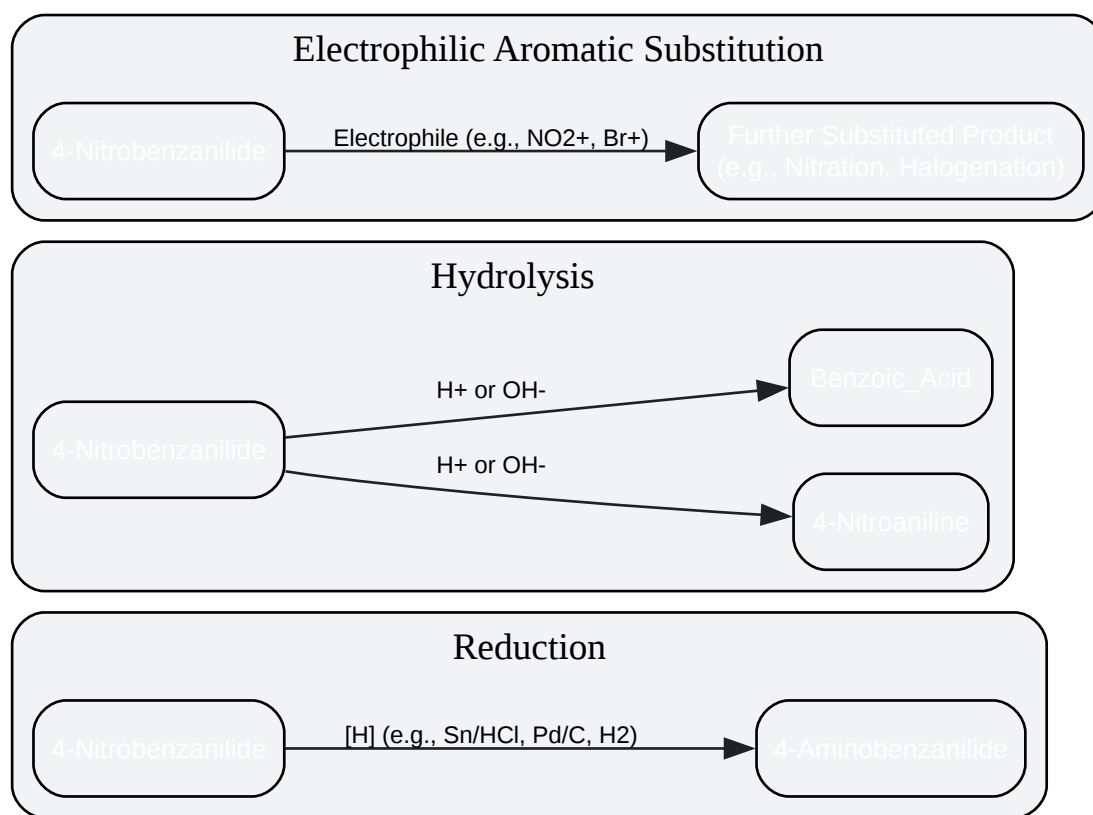 Electrophilic Aromatic Substitution
4-Nitrobenzanilide
Electrophile (e.g., NO2+, Br+)
Further Substituted Product
(e.g., Nitration, Halogenation)
Hydrolysis
4-Nitrobenzanilide
H+ or OH-
Benzoic_Acid
H+ or OH-
4-Nitroaniline
Reduction
4-Nitrobenzanilide
[H] (e.g., Sn/HCl, Pd/C, H2)
4-Aminobenzanilide